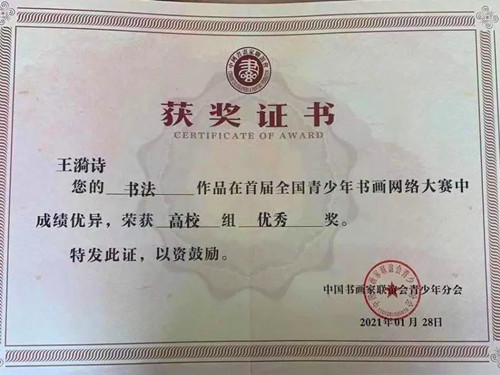 获奖证书
CERTIFICATE OF AWARD
王漪诗
您的 书法 作品在首届全国青少年书画网络大赛中
成绩优异，荣获 高校 组 优秀 奖。
特发此证，以资鼓励。
中国书画家联谊会青少年分会
2021年01月28日